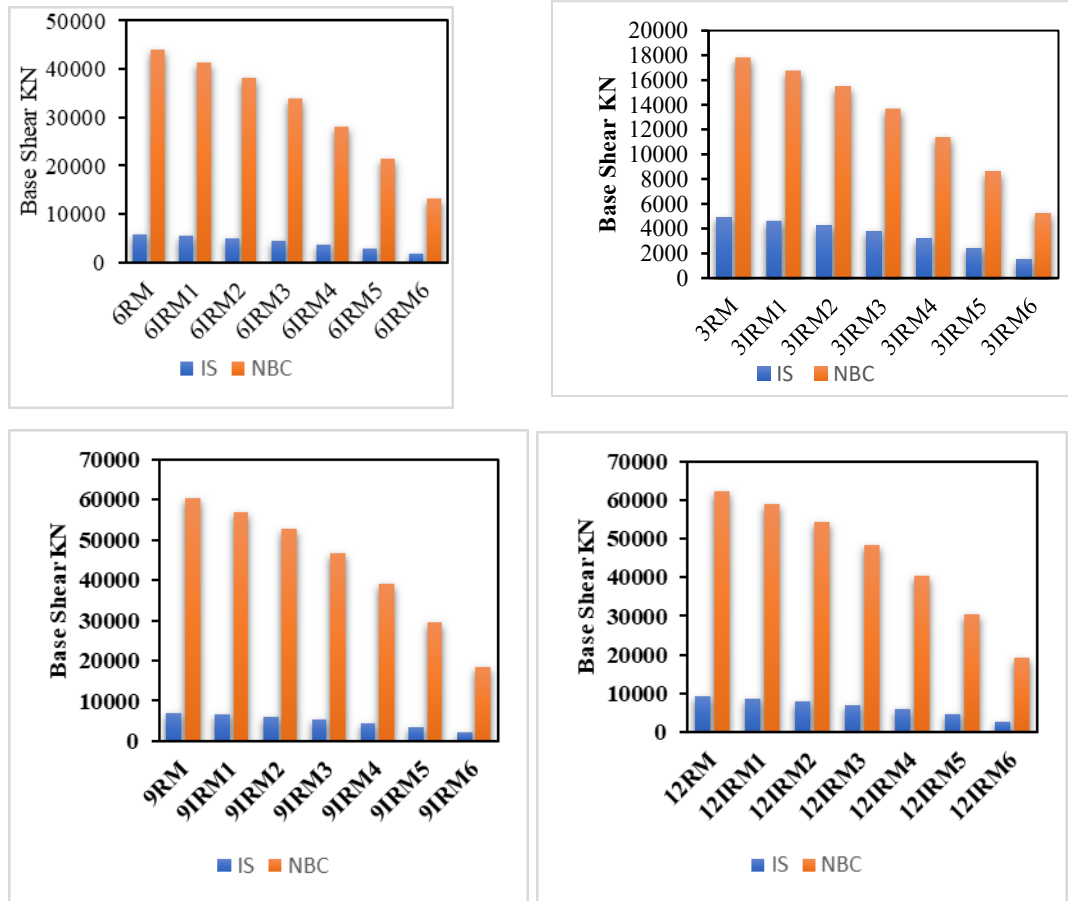 Base Shear KN
50000
40000
30000
20000
10000
0
6RM 6IRM1 6IRM2 6IRM3 6IRM4 6IRM5 6IRM6
IS NBC
Base Shear KN
20000
18000
16000
14000
12000
10000
8000
6000
4000
2000
0
3RM 3IRM1 3IRM2 3IRM3 3IRM4 3IRM5 3IRM6
IS NBC
Base Shear KN
70000
60000
50000
40000
30000
20000
10000
0
9RM 9IRM1 9IRM2 9IRM3 9IRM4 9IRM5 9IRM6
IS NBC
Base Shear KN
70000
60000
50000
40000
30000
20000
10000
0
12RM 12IRM1 12IRM2 12IRM3 12IRM4 12IRM5 12IRM6
IS NBC